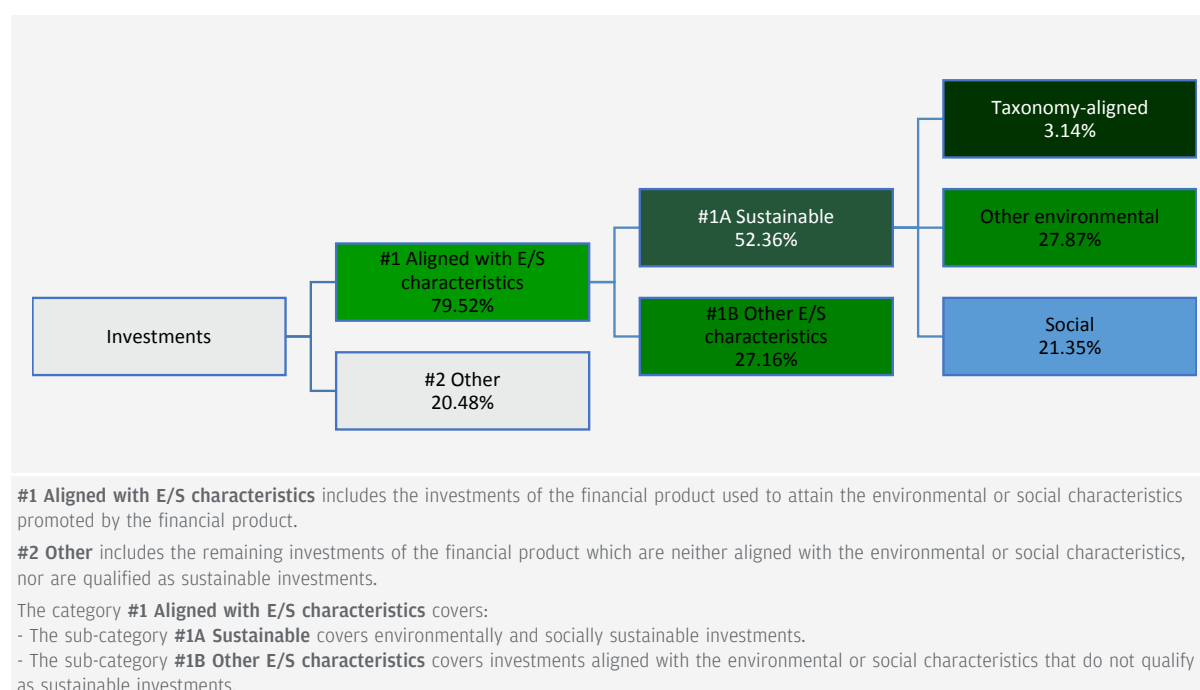 Taxonomy-aligned
3.14%
#1A Sustainable
52.36%
Other environmental
27.87%
#1 Aligned with E/S
characteristics
79.52%
Investments
#1B Other E/S
characteristics
27.16%
Social
21.35%
#2 Other
20.48%
#1 Aligned with E/S characteristics includes the investments of the financial product used to attain the environmental or social characteristics
promoted by the financial product.
#2 Other includes the remaining investments of the financial product which are neither aligned with the environmental or social characteristics,
nor are qualified as sustainable investments.
The category #1 Aligned with E/S characteristics covers:
- The sub-category #1A Sustainable covers environmentally and socially sustainable investments.
- The sub-category #1B Other E/S characteristics covers investments aligned with the environmental or social characteristics that do not qualify
as sustainable investments